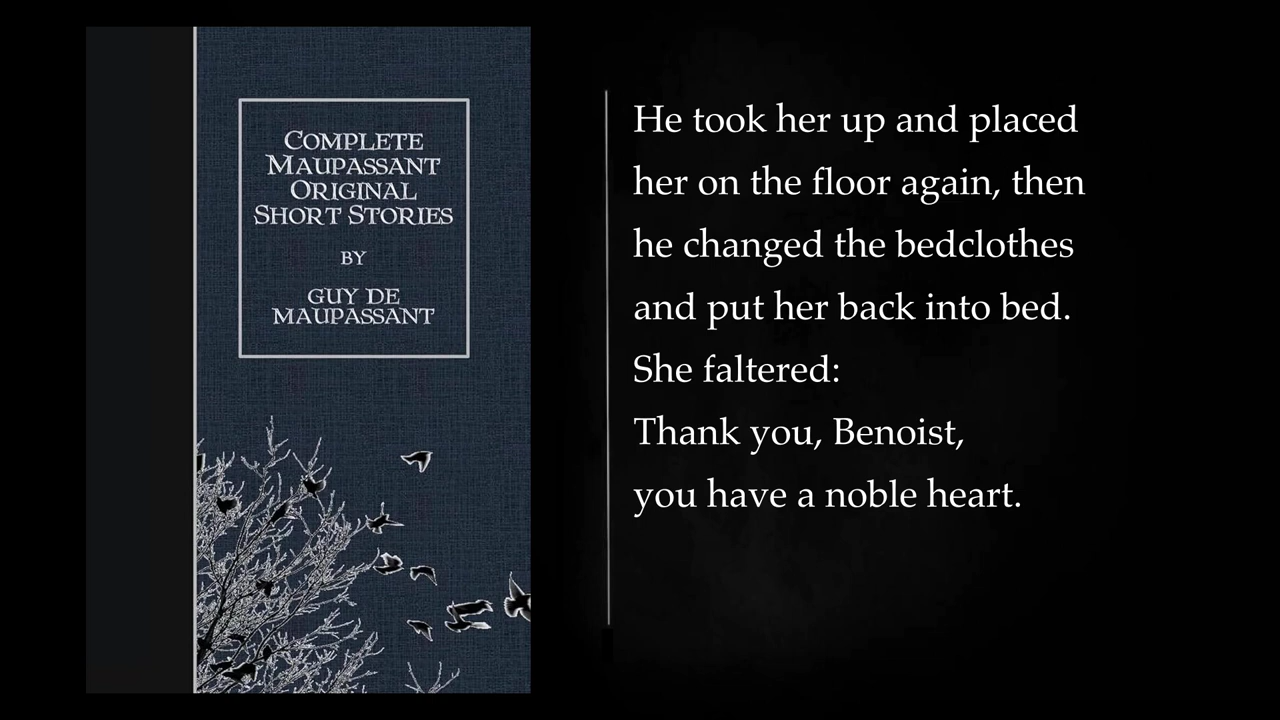 COMPLETE
MAUPASSANT
ORIGINAL
SHORT STORIES
BY
GUY DE
MAUPASSANT
He took her up and placed
her on the floor again, then
he changed the bedclothes
and put her back into bed.
She faltered:
Thank you, Benoist,
you have a noble heart.